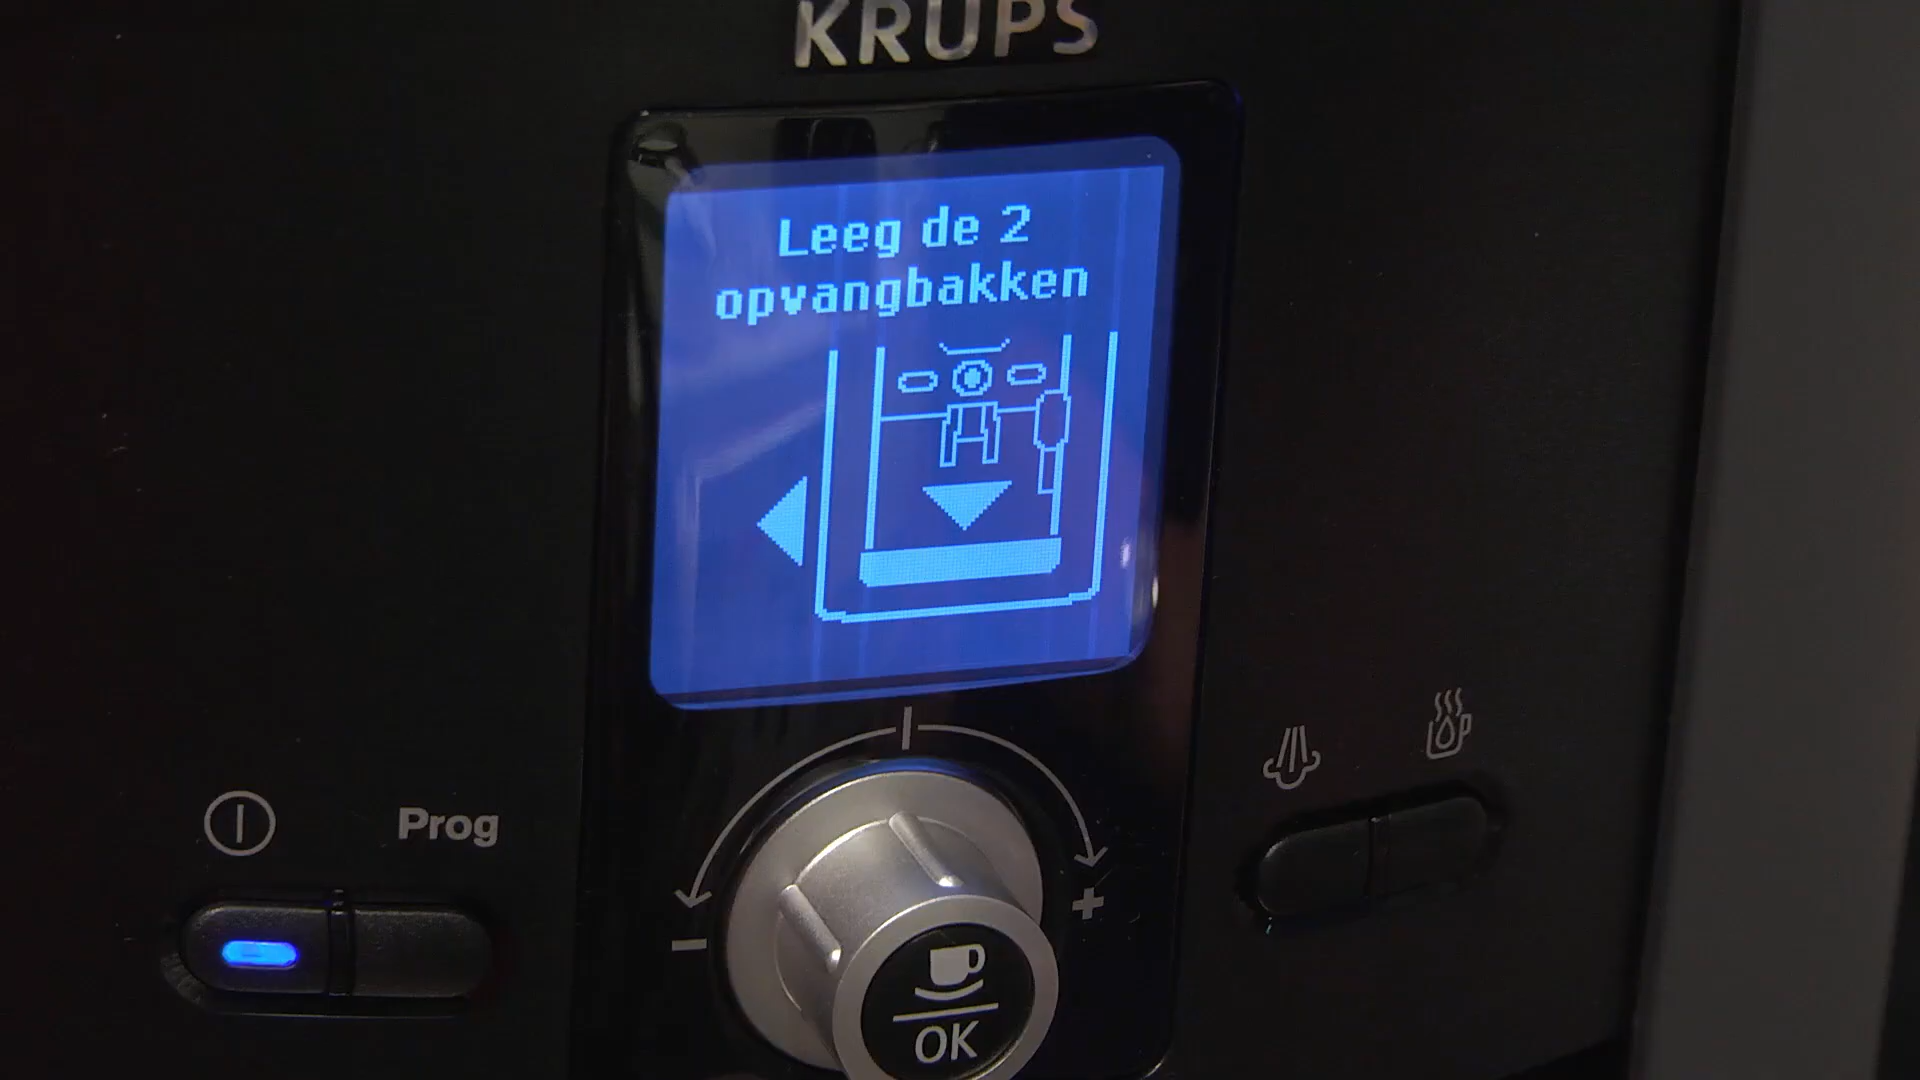 KRUPS
Leeg de 2
opvangbakken
Prog
- +
OK